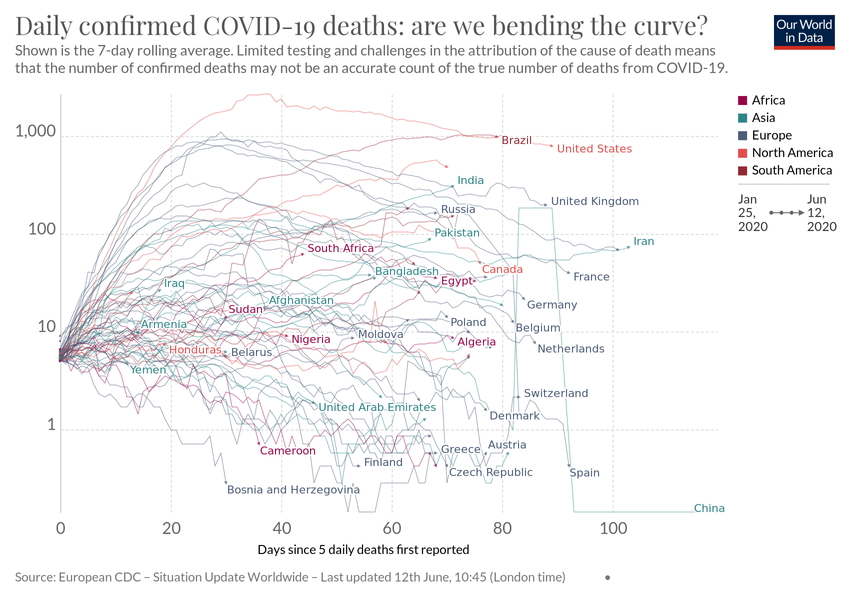 Daily confirmed COVID-19 deaths: are we bending the curve?
Shown is the 7-day rolling average. Limited testing and challenges in the attribution of the cause of death means
that the number of confirmed deaths may not be an accurate count of the true number of deaths from COVID-19.
Our World
in Data
Africa
Asia
Europe
North America
South America
Jan
25,
2020
Jun
12,
2020
1,000
100
10
1
Brazil
United States
India
United Kingdom
Russia
Pakistan
Iran
South Africa
Bangladesh
Canada
Egypt
France
Iraq
Afghanistan
Sudan
Germany
Armenia
Poland
Belgium
Nigeria
Moldova
Algeria
Netherlands
Honduras
Belarus
Yemen
Switzerland
United Arab Emirates
Denmark
Cameroon
Greece
Austria
Finland
Czech Republic
Spain
Bosnia and Herzegovina
China
0
20
40
60
80
100
Days since 5 daily deaths first reported
Source: European CDC – Situation Update Worldwide – Last updated 12th June, 10:45 (London time)